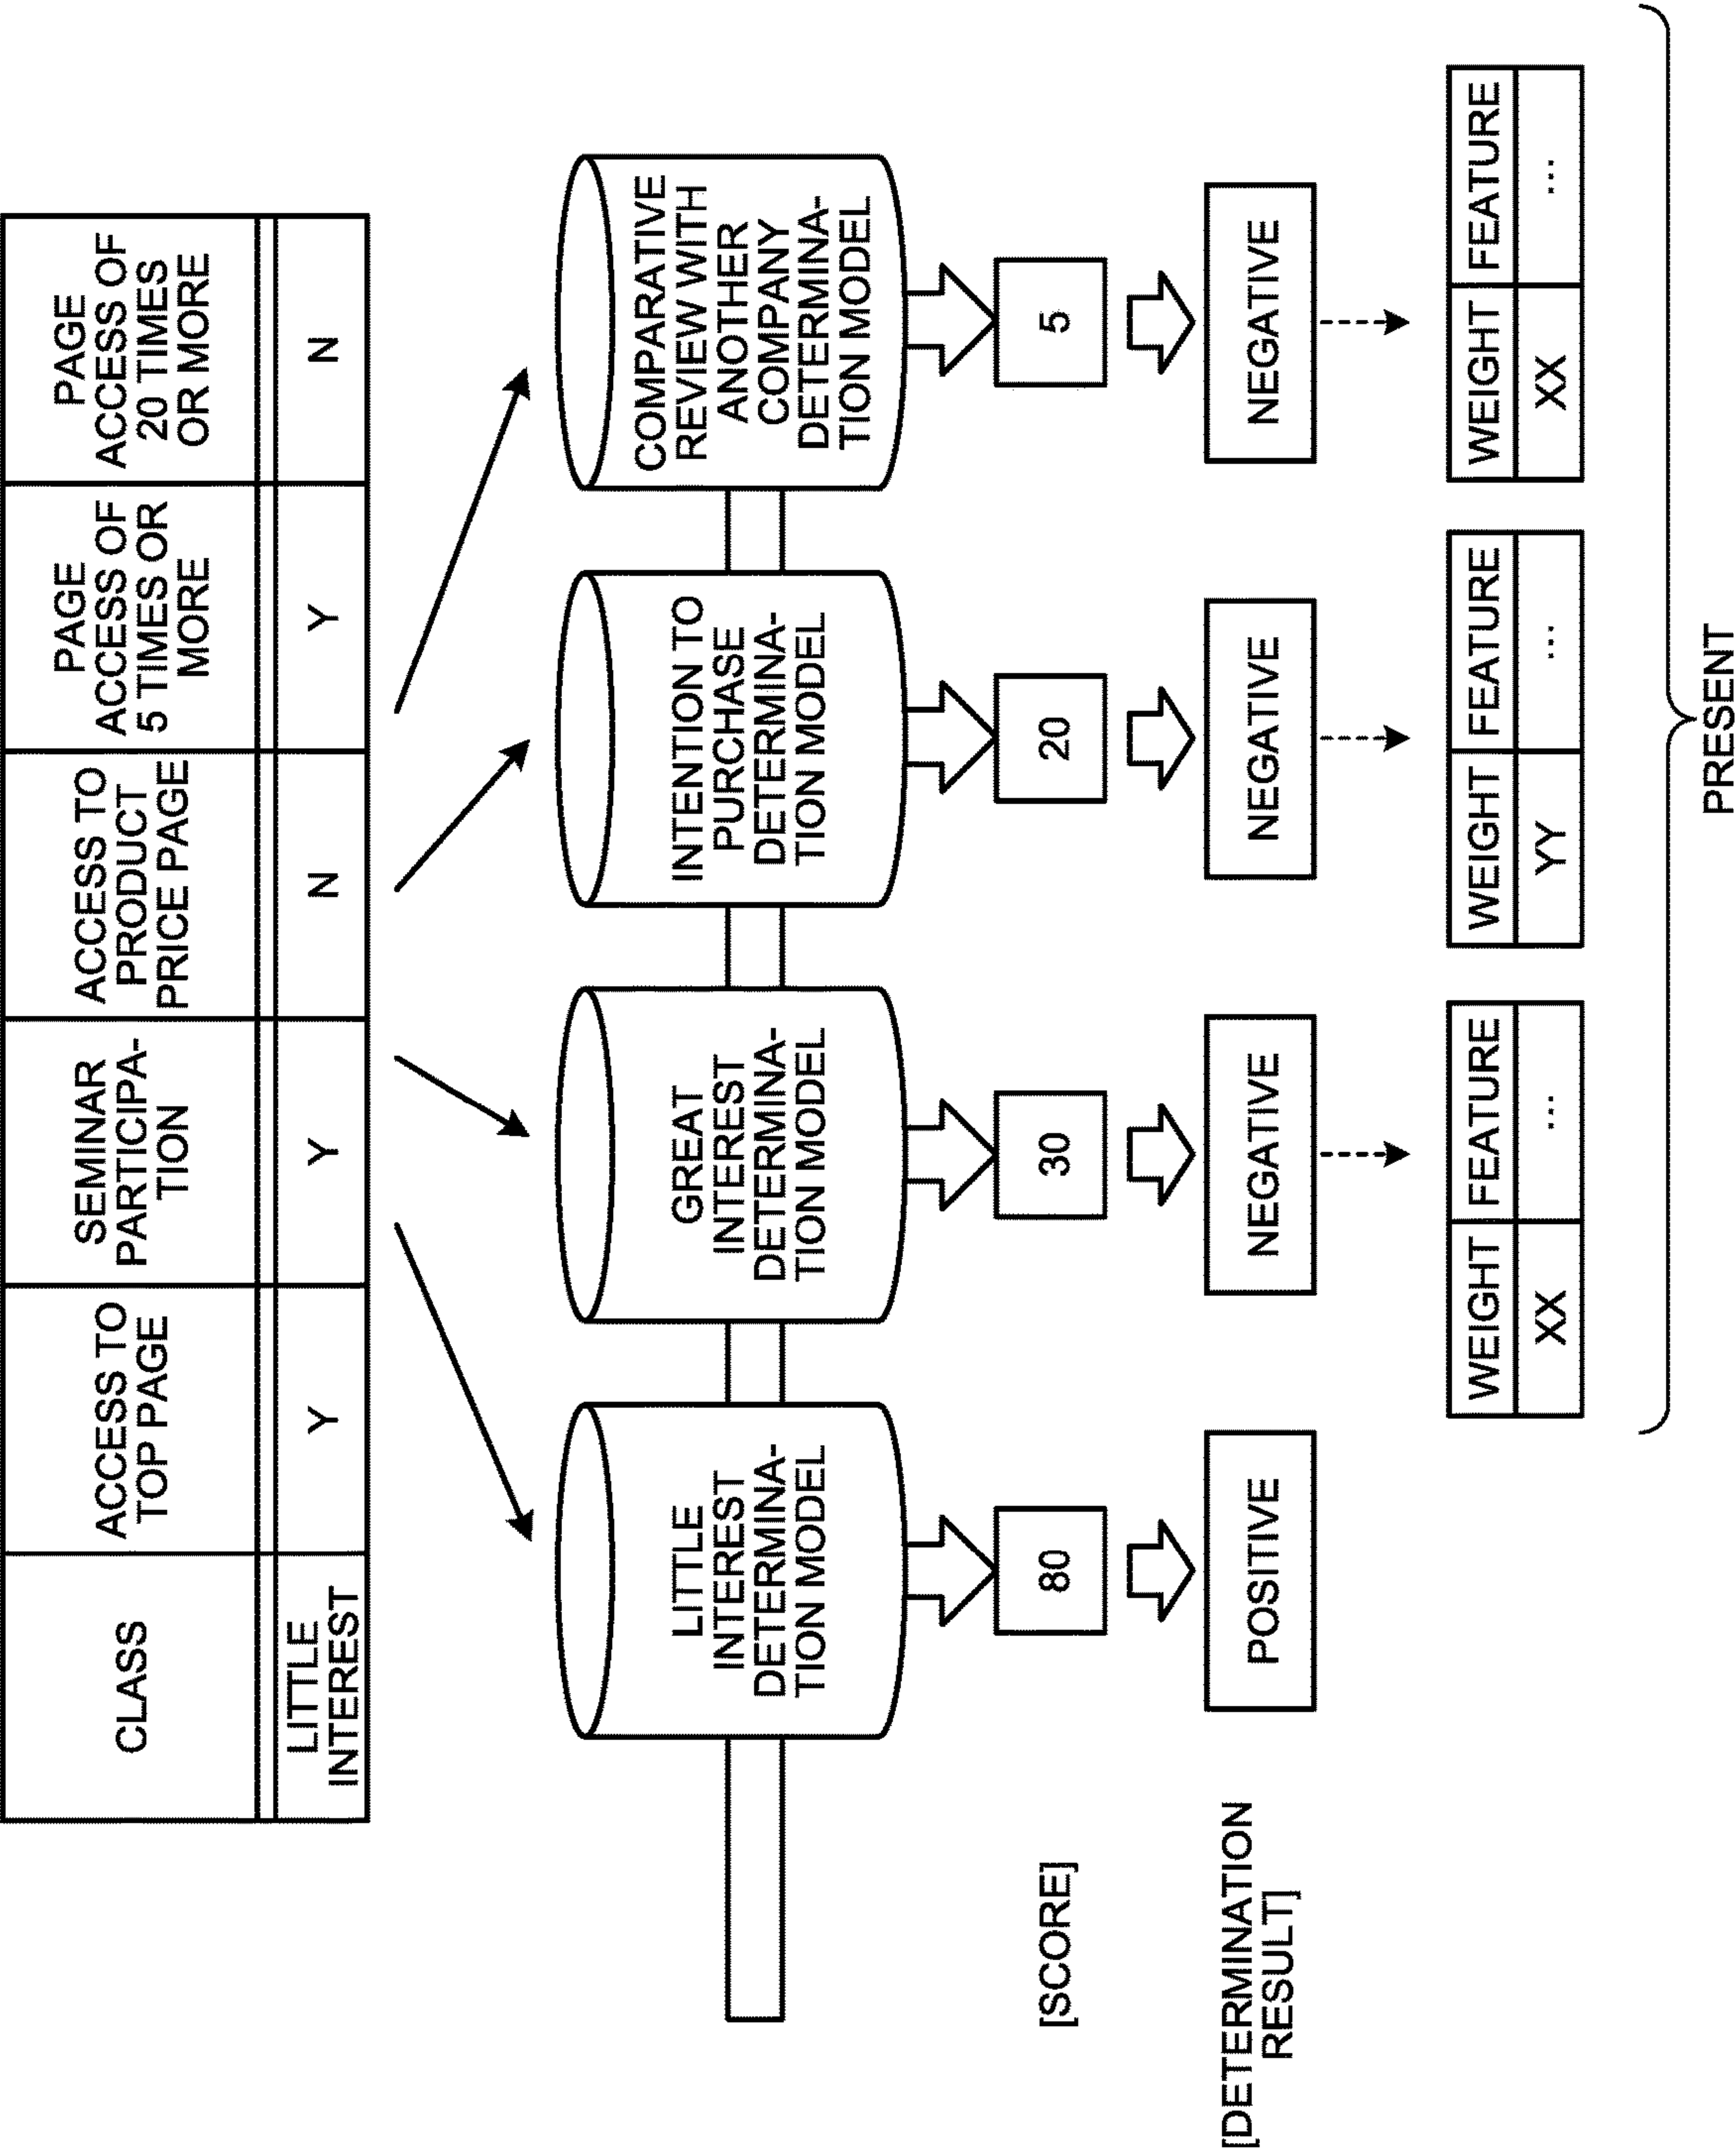 CLASS
ACCESS TO
TOP PAGE
SEMINAR
PARTICIPA-
TION
ACCESS TO
PRODUCT
PRICE PAGE
PAGE
ACCESS OF
5 TIMES OR
MORE
PAGE
ACCESS OF
20 TIMES
OR MORE
LITTLE
INTEREST
Y
Y
N
Y
N
LITTLE
INTEREST
DETERMINA-
TION MODEL
GREAT
INTEREST
DETERMINA-
TION MODEL
INTENTION TO
PURCHASE
DETERMINA-
TION MODEL
COMPARATIVE
REVIEW WITH
ANOTHER
COMPANY
DETERMINA-
TION MODEL
[SCORE]
80
30
20
5
[DETERMINATION
RESULT]
POSITIVE
NEGATIVE
NEGATIVE
NEGATIVE
WEIGHT FEATURE
XX ...
WEIGHT FEATURE
YY ...
WEIGHT FEATURE
XX ...
PRESENT